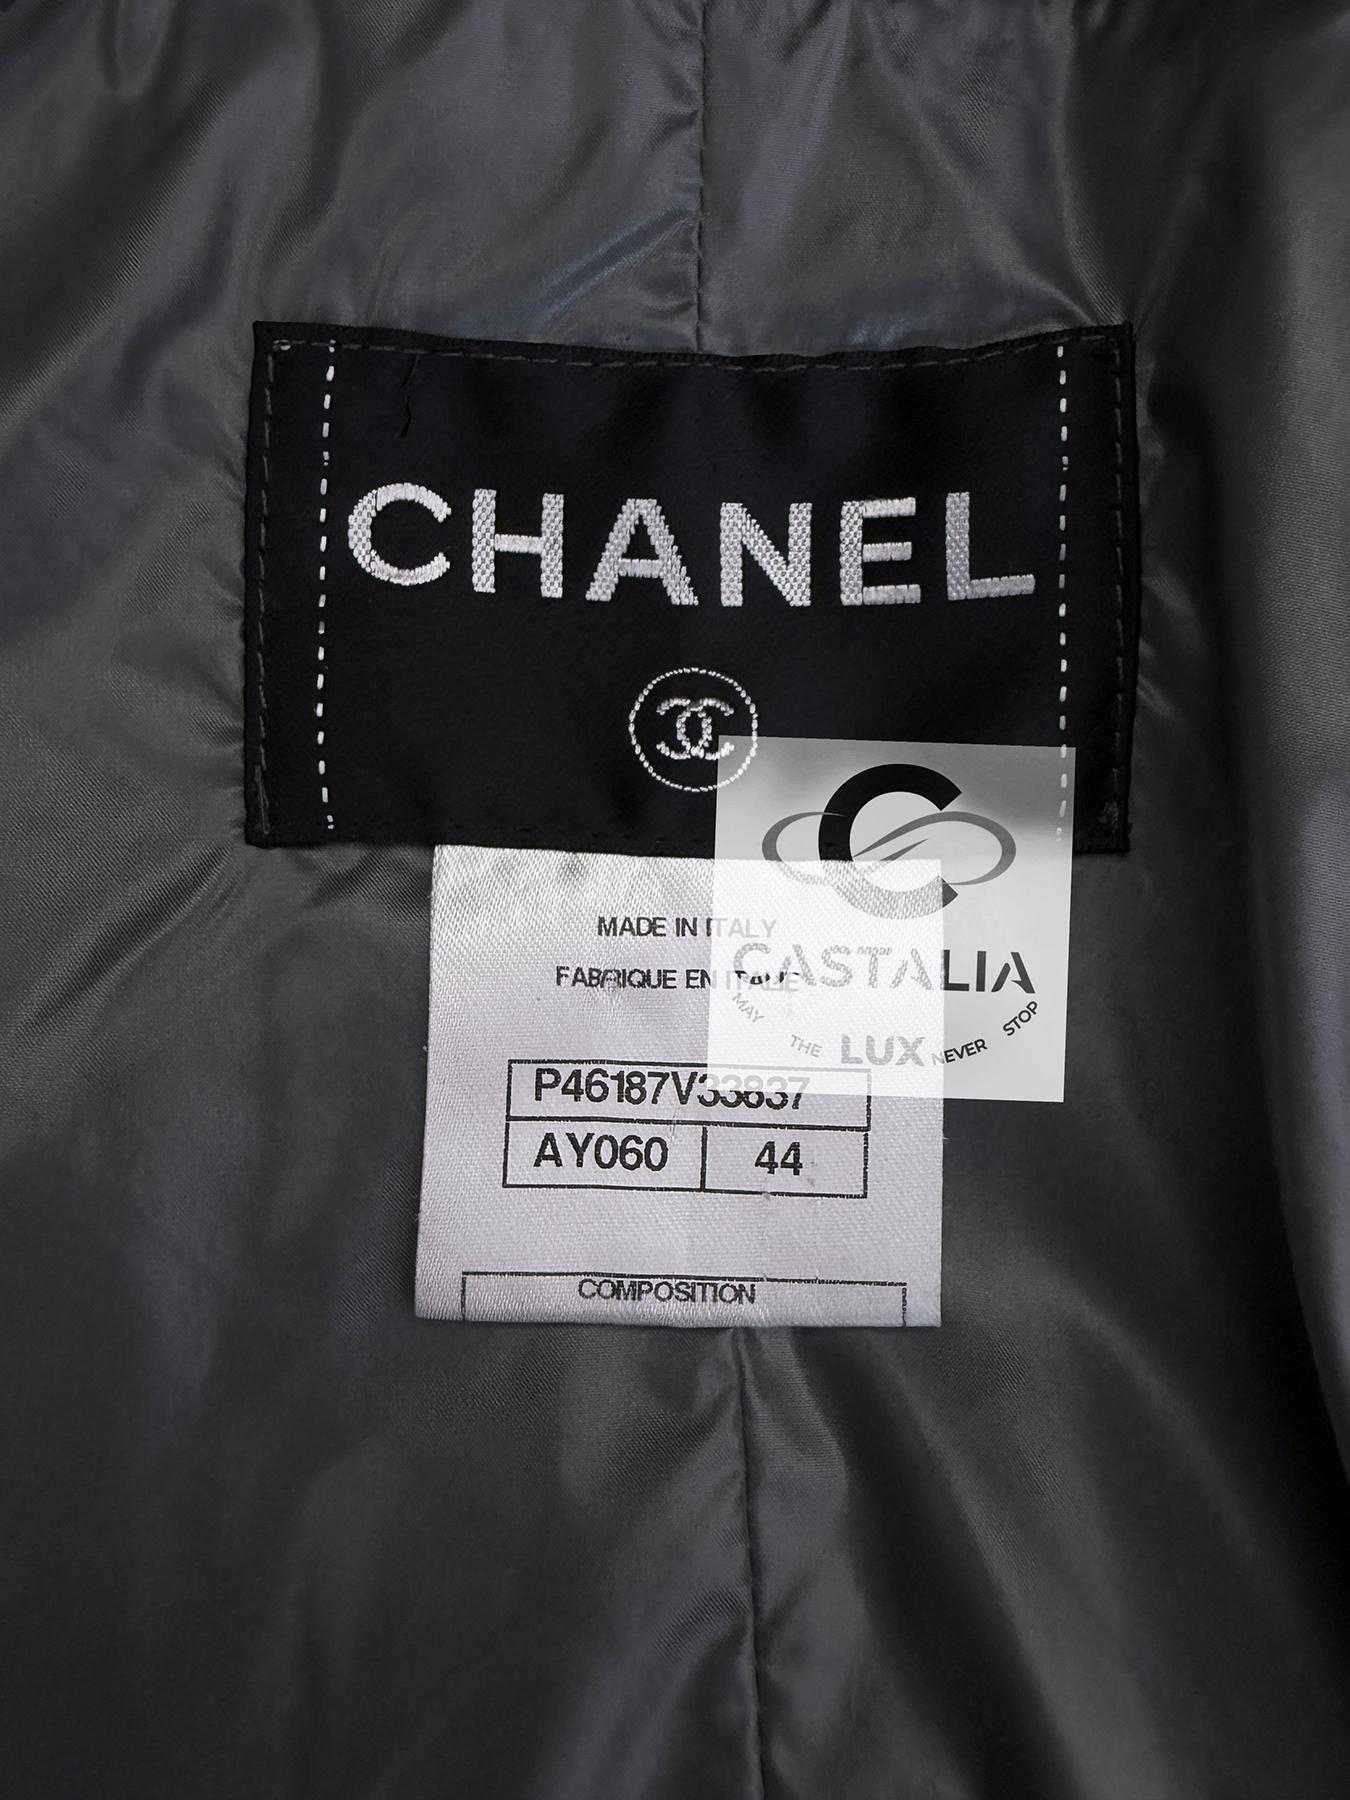 CHANEL
MADE IN ITALY
FABRIQUE EN ITALIE
CASTALIA
MAY THE LUX NEVER STOP
P46187V33837
AY060 44
COMPOSITION